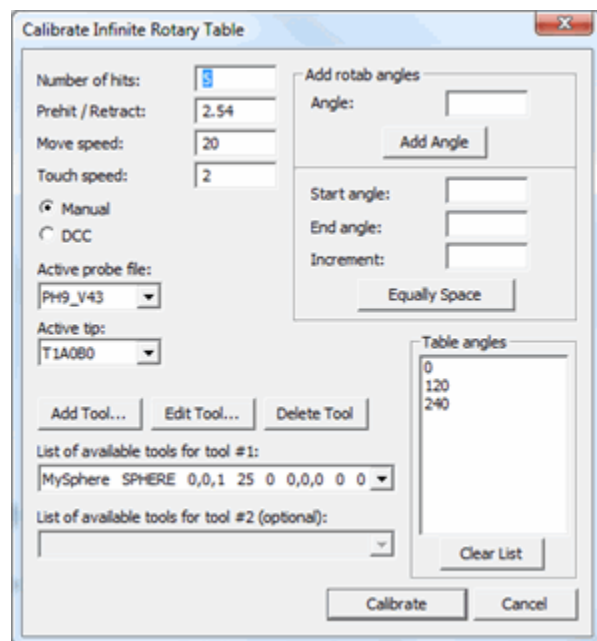 Calibrate Infinite Rotary Table
Number of hits: 5
Prehit / Retract: 2.54
Move speed: 20
Touch speed: 2
Manual
DCC
Active probe file:
PH9_V43
Active tip:
T1A0B0
Add rotab angles
Angle:
Add Angle
Start angle:
End angle:
Increment:
Equally Space
Add Tool... Edit Tool... Delete Tool
List of available tools for tool #1:
MySphere SPHERE 0,0,1 25 0 0,0,0 0 0
List of available tools for tool #2 (optional):
Table angles
0
120
240
Clear List
Calibrate Cancel